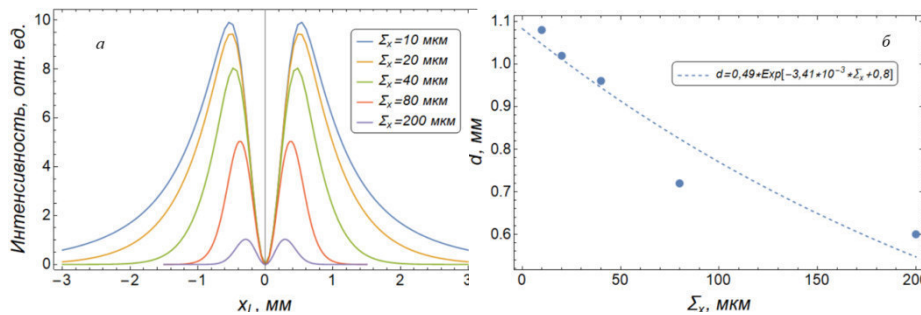 а
Интенсивность, отн. ед.
10
8
6
4
2
0
−3
−2
−1
0
1
2
3
x_l, мм
Σₓ=10 мкм
Σₓ=20 мкм
Σₓ=40 мкм
Σₓ=80 мкм
Σₓ=200 мкм
б
d, мм
1.1
1.0
0.9
0.8
0.7
0.6
0
50
100
150
200
Σₓ, мкм
d=0,49*Exp[−3,41*10⁻³*Σₓ+0,8]